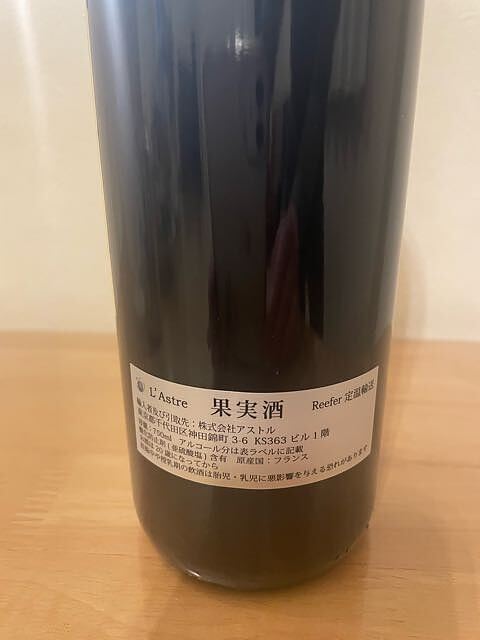 L'Astre 果実酒 Reefer 定温輸送
輸入者及び引取先：株式会社アストル
東京都千代田区神田錦町 3-6 KS363 ビル 1 階
容量：750ml アルコール分は表ラベルに記載
酸化防止剤（亜硫酸塩）含有 原産国：フランス
お酒は20歳になってから
妊娠中や授乳期の飲酒は胎児・乳児に悪影響を与える恐れがあります